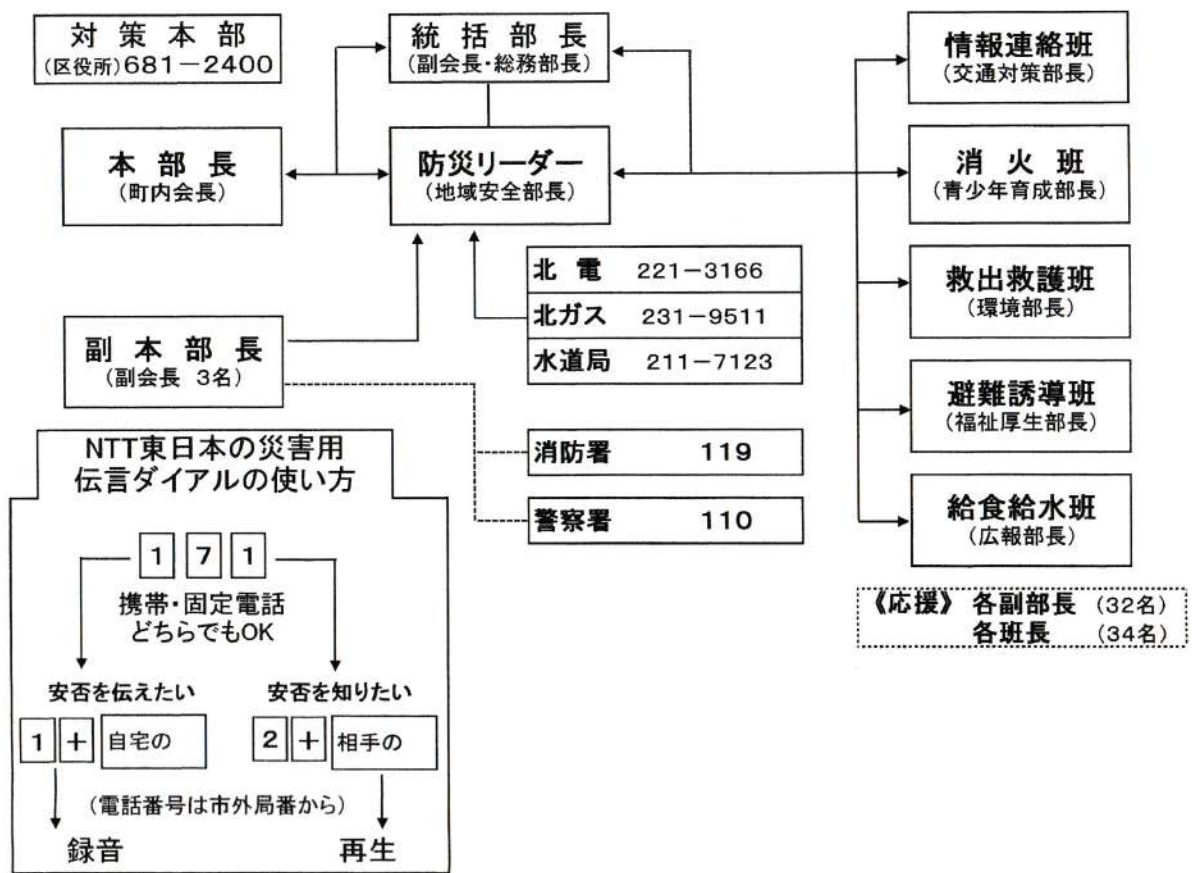 対策本部
(区役所)681-2400
統括部長
(副会長・総務部長)
情報連絡班
(交通対策部長)
本部長
(町内会長)
防災リーダー
(地域安全部長)
消火班
(青少年育成部長)
北電 221-3166
北ガス 231-9511
水道局 211-7123
救出救護班
(環境部長)
副本部長
(副会長 3名)
避難誘導班
(福祉厚生部長)
消防署 119
警察署 110
給食給水班
(広報部長)
《応援》 各副部長 (32名)
各班長 (34名)
NTT東日本の災害用
伝言ダイアルの使い方
1 7 1
携帯・固定電話
どちらでもOK
安否を伝えたい 安否を知りたい
1 + 自宅の 2 + 相手の
(電話番号は市外局番から)
録音 再生